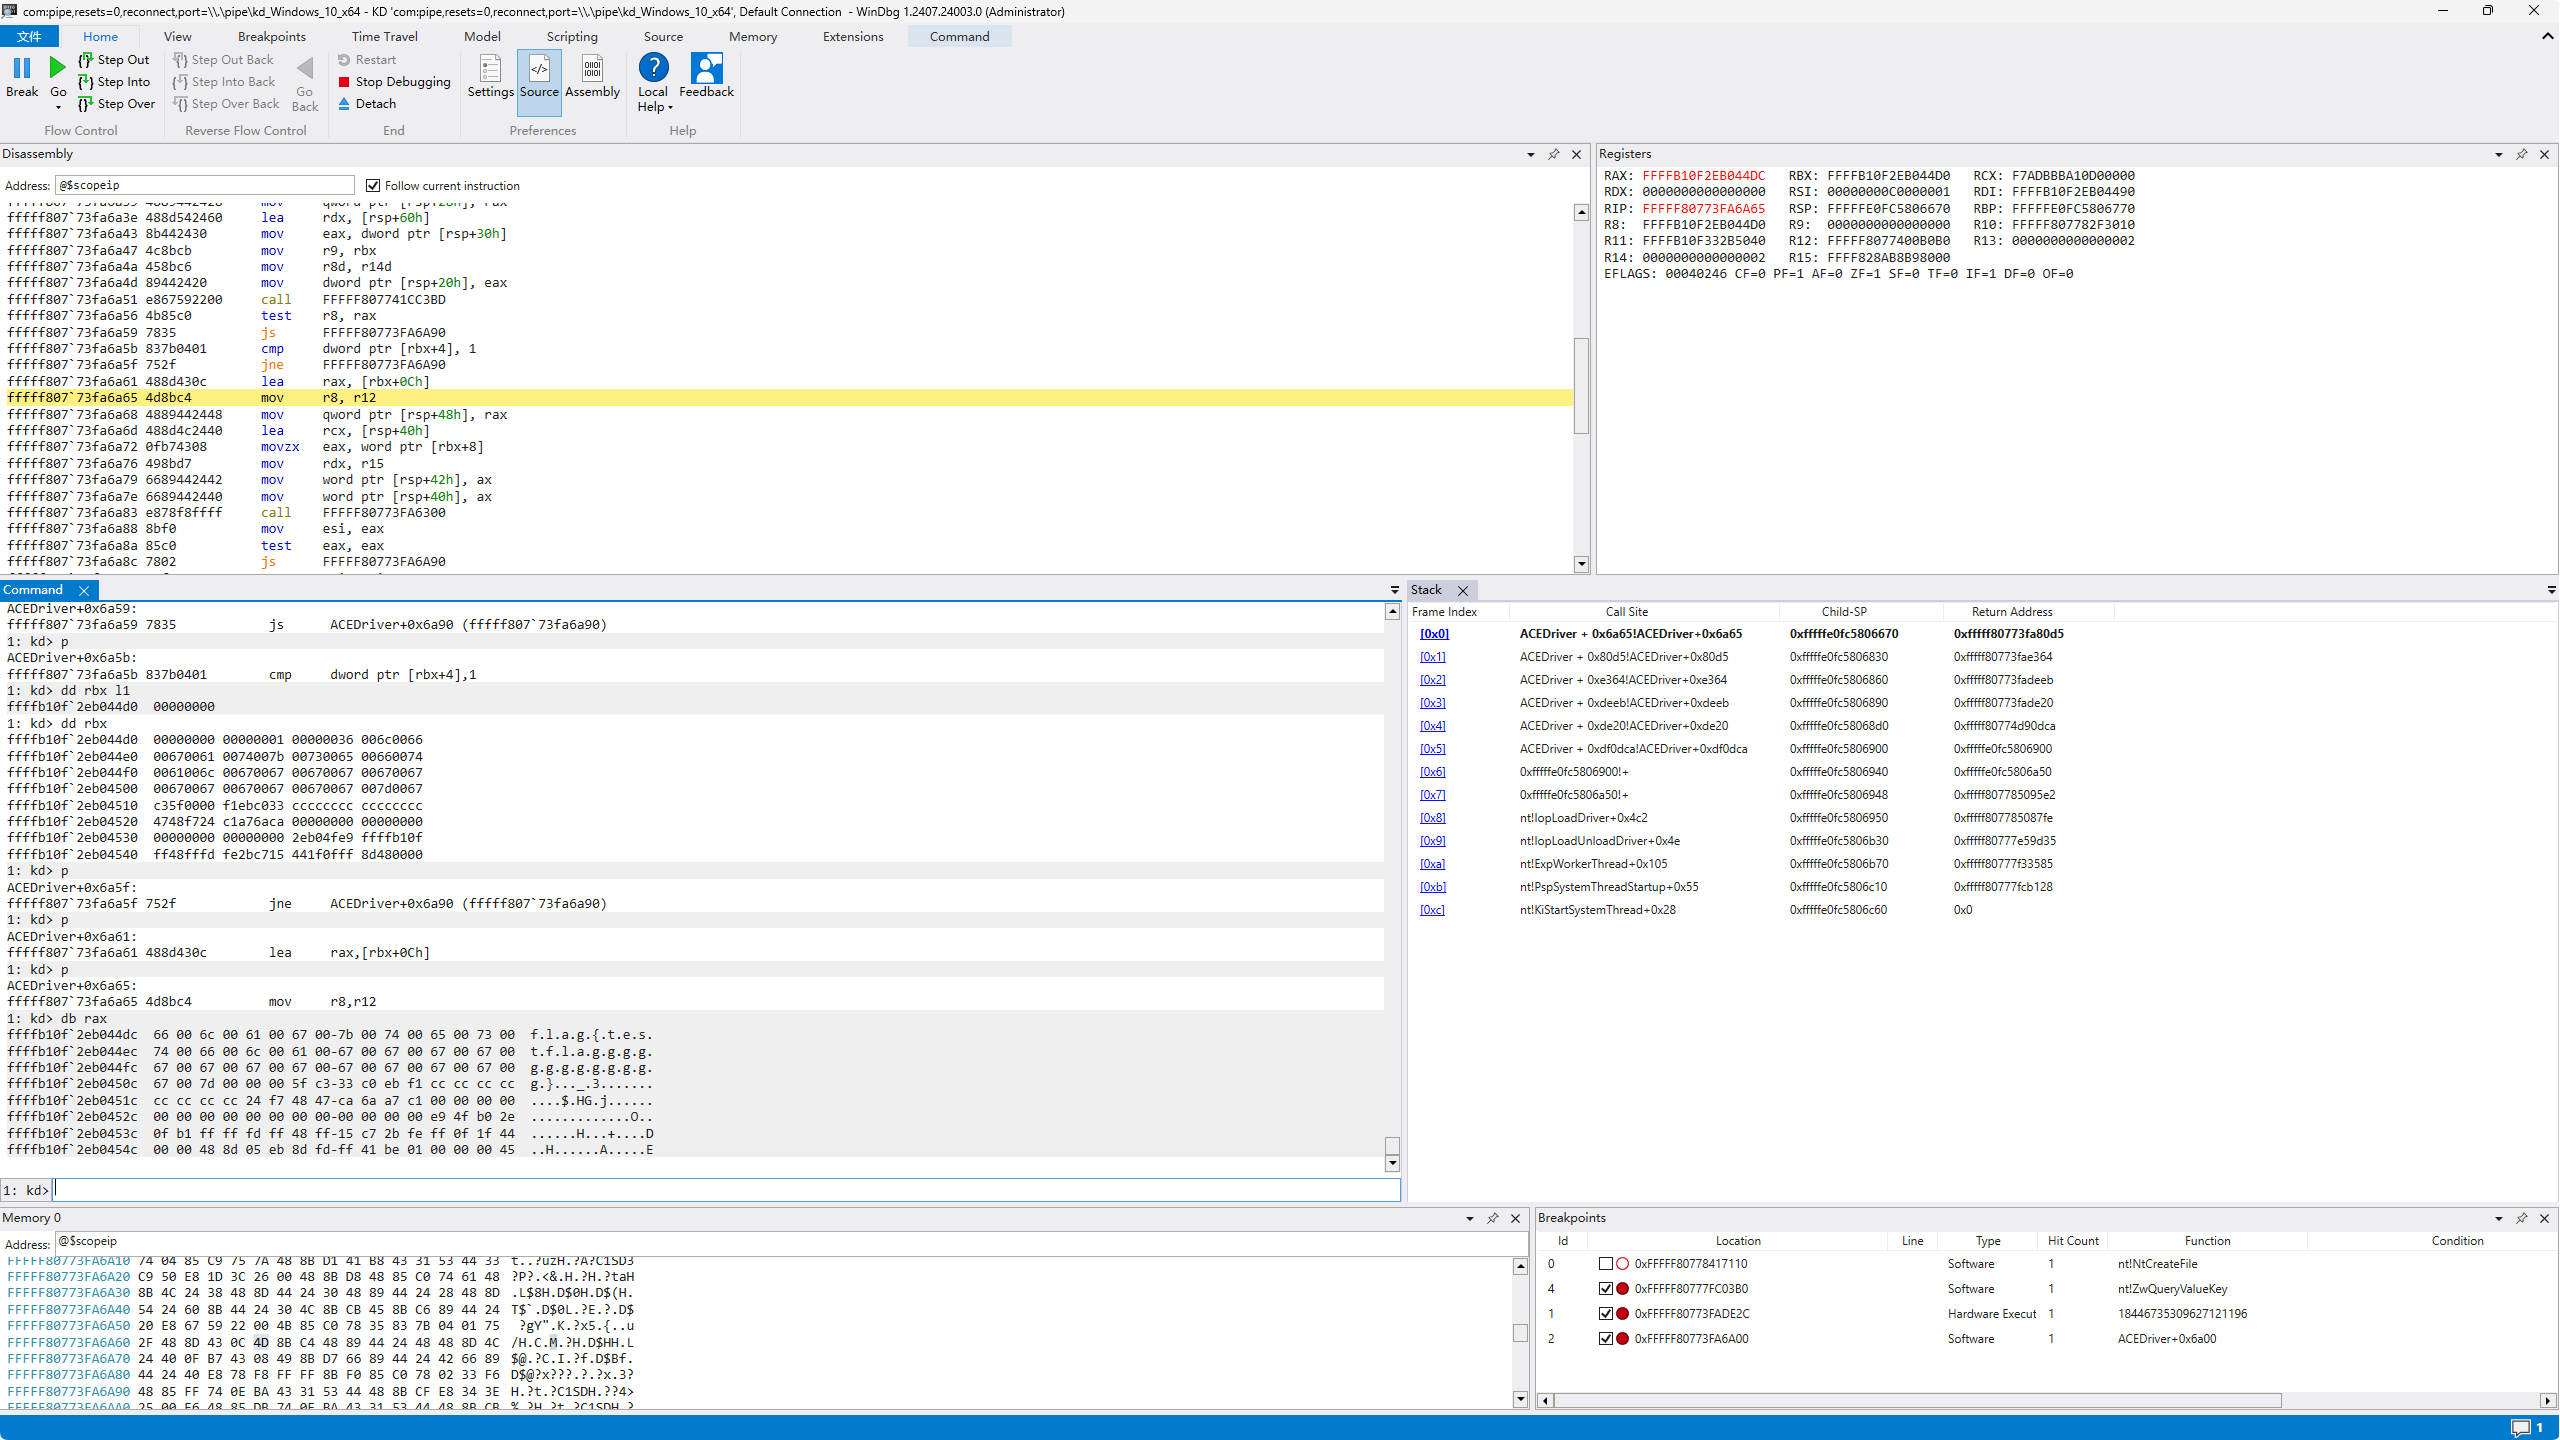 com:pipe,resets=0,reconnect,port=\\.\pipe\kd_Windows_10_x64 - KD 'com:pipe,resets=0,reconnect,port=\\.\pipe\kd_Windows_10_x64', Default Connection - WinDbg 1.2407.24003.0 (Administrator)
文件 Home View Breakpoints Time Travel Model Scripting Source Memory Extensions Command
Break Go Step Out Step Into Step Over Step Out Back Step Into Back Step Over Back Go Back Restart Stop Debugging Detach Settings Source Assembly Local Help Feedback
Flow Control Reverse Flow Control End Preferences Help
Disassembly
Address: @$scopeip Follow current instruction
fffff807`73fa6a3e 488d542460 lea rdx, [rsp+60h]
fffff807`73fa6a43 8b442430 mov eax, dword ptr [rsp+30h]
fffff807`73fa6a47 4c8bcb mov r9, rbx
fffff807`73fa6a4a 458bc6 mov r8d, r14d
fffff807`73fa6a4d 89442420 mov dword ptr [rsp+20h], eax
fffff807`73fa6a51 e867592200 call FFFFF807741CC3BD
fffff807`73fa6a56 4b85c0 test r8, rax
fffff807`73fa6a59 7835 js FFFFF80773FA6A90
fffff807`73fa6a5b 837b0401 cmp dword ptr [rbx+4], 1
fffff807`73fa6a5f 752f jne FFFFF80773FA6A90
fffff807`73fa6a61 488d430c lea rax, [rbx+0Ch]
fffff807`73fa6a65 4d8bc4 mov r8, r12
fffff807`73fa6a68 4889442448 mov qword ptr [rsp+48h], rax
fffff807`73fa6a6d 488d4c2440 lea rcx, [rsp+40h]
fffff807`73fa6a72 0fb74308 movzx eax, word ptr [rbx+8]
fffff807`73fa6a76 498bd7 mov rdx, r15
fffff807`73fa6a79 6689442442 mov word ptr [rsp+42h], ax
fffff807`73fa6a7e 6689442440 mov word ptr [rsp+40h], ax
fffff807`73fa6a83 e878f8ffff call FFFFF80773FA6300
fffff807`73fa6a88 8bf0 mov esi, eax
fffff807`73fa6a8a 85c0 test eax, eax
fffff807`73fa6a8c 7802 js FFFFF80773FA6A90
Registers
RAX: FFFFB10F2EB044DC RBX: FFFFB10F2EB044D0 RCX: F7ADBBBA10D00000
RDX: 0000000000000000 RSI: 00000000C0000001 RDI: FFFFB10F2EB04490
RIP: FFFFF80773FA6A65 RSP: FFFFFE0FC5806670 RBP: FFFFFE0FC5806770
R8: FFFFB10F2EB044D0 R9: 0000000000000000 R10: FFFFF807782F3010
R11: FFFFB10F332B5040 R12: FFFFF8077400B0B0 R13: 0000000000000002
R14: 0000000000000002 R15: FFFF828AB8B98000
EFLAGS: 00040246 CF=0 PF=1 AF=0 ZF=1 SF=0 TF=0 IF=1 DF=0 OF=0
Command
ACEDriver+0x6a59:
fffff807`73fa6a59 7835 js ACEDriver+0x6a90 (fffff807`73fa6a90)
1: kd> p
ACEDriver+0x6a5b:
fffff807`73fa6a5b 837b0401 cmp dword ptr [rbx+4],1
1: kd> dd rbx l1
ffffb10f`2eb044d0 00000000
1: kd> dd rbx
ffffb10f`2eb044d0 00000000 00000001 00000036 006c0066
ffffb10f`2eb044e0 00670061 0074007b 00730065 00660074
ffffb10f`2eb044f0 0061006c 00670067 00670067 00670067
ffffb10f`2eb04500 00670067 00670067 00670067 007d0067
ffffb10f`2eb04510 c35f0000 f1ebc033 cccccccc cccccccc
ffffb10f`2eb04520 4748f724 c1a76aca 00000000 00000000
ffffb10f`2eb04530 00000000 00000000 2eb04fe9 ffffb10f
ffffb10f`2eb04540 ff48fffd fe2bc715 441f0fff 8d480000
1: kd> p
ACEDriver+0x6a5f:
fffff807`73fa6a5f 752f jne ACEDriver+0x6a90 (fffff807`73fa6a90)
1: kd> p
ACEDriver+0x6a61:
fffff807`73fa6a61 488d430c lea rax,[rbx+0Ch]
1: kd> p
ACEDriver+0x6a65:
fffff807`73fa6a65 4d8bc4 mov r8,r12
1: kd> db rax
ffffb10f`2eb044dc 66 00 6c 00 61 00 67 00-7b 00 74 00 65 00 73 00 f.l.a.g.{.t.e.s.
ffffb10f`2eb044ec 74 00 66 00 6c 00 61 00-67 00 67 00 67 00 67 00 t.f.l.a.g.g.g.g.
ffffb10f`2eb044fc 67 00 67 00 67 00 67 00-67 00 67 00 67 00 67 00 g.g.g.g.g.g.g.g.
ffffb10f`2eb0450c 67 00 7d 00 00 00 5f c3-33 c0 eb f1 cc cc cc cc g.}..._.3.......
ffffb10f`2eb0451c cc cc cc cc 24 f7 48 47-ca 6a a7 c1 00 00 00 00 ....$.HG.j......
ffffb10f`2eb0452c 00 00 00 00 00 00 00 00-00 00 00 00 e9 4f b0 2e .............O..
ffffb10f`2eb0453c 0f b1 ff ff fd ff 48 ff-15 c7 2b fe ff 0f 1f 44 ......H...+....D
ffffb10f`2eb0454c 00 00 48 8d 05 eb 8d fd-ff 41 be 01 00 00 00 45 ..H......A.....E
1: kd>
Stack
Frame Index Call Site Child-SP Return Address
[0x0] ACEDriver + 0x6a65!ACEDriver+0x6a65 0xfffffe0fc5806670 0xfffff80773fa80d5
[0x1] ACEDriver + 0x80d5!ACEDriver+0x80d5 0xfffffe0fc5806830 0xfffff80773fae364
[0x2] ACEDriver + 0xe364!ACEDriver+0xe364 0xfffffe0fc5806860 0xfffff80773fadeeb
[0x3] ACEDriver + 0xdeeb!ACEDriver+0xdeeb 0xfffffe0fc5806890 0xfffff80773fade20
[0x4] ACEDriver + 0xde20!ACEDriver+0xde20 0xfffffe0fc58068d0 0xfffff80774d90dca
[0x5] ACEDriver + 0xdf0dca!ACEDriver+0xdf0dca 0xfffffe0fc5806900 0xfffffe0fc5806900
[0x6] 0xfffffe0fc5806900!+ 0xfffffe0fc5806940 0xfffffe0fc5806a50
[0x7] 0xfffffe0fc5806a50!+ 0xfffffe0fc5806948 0xfffff807785095e2
[0x8] nt!IopLoadDriver+0x4c2 0xfffffe0fc5806950 0xfffff807785087fe
[0x9] nt!IopLoadUnloadDriver+0x4e 0xfffffe0fc5806b30 0xfffff80777e59d35
[0xa] nt!ExpWorkerThread+0x105 0xfffffe0fc5806b70 0xfffff80777f33585
[0xb] nt!PspSystemThreadStartup+0x55 0xfffffe0fc5806c10 0xfffff80777fcb128
[0xc] nt!KiStartSystemThread+0x28 0xfffffe0fc5806c60 0x0
Memory 0
Address: @$scopeip
FFFFF80773FA6A10 74 04 85 C9 75 7A 48 8B D1 41 B8 43 31 53 44 33 t..?uzH.?A?C1SD3
FFFFF80773FA6A20 C9 50 E8 1D 3C 26 00 48 8B D8 48 85 C0 74 61 48 ?P?.<&.H.?H.?taH
FFFFF80773FA6A30 8B 4C 24 38 48 8D 44 24 30 48 89 44 24 28 48 8D .L$8H.D$0H.D$(H.
FFFFF80773FA6A40 54 24 60 8B 44 24 30 4C 8B CB 45 8B C6 89 44 24 T$`.D$0L.?E.?.D$
FFFFF80773FA6A50 20 E8 67 59 22 00 4B 85 C0 78 35 83 7B 04 01 75 ?gY".K.?x5.{..u
FFFFF80773FA6A60 2F 48 8D 43 0C 4D 8B C4 48 89 44 24 48 48 8D 4C /H.C.M.?H.D$HH.L
FFFFF80773FA6A70 24 40 0F B7 43 08 49 8B D7 66 89 44 24 42 66 89 $@.?C.I.?f.D$Bf.
FFFFF80773FA6A80 44 24 40 E8 78 F8 FF FF 8B F0 85 C0 78 02 33 F6 D$@?x???.?.?x.3?
FFFFF80773FA6A90 48 85 FF 74 0E BA 43 31 53 44 48 8B CF E8 34 3E H.?t.?C1SDH.??4>
Breakpoints
Id Location Line Type Hit Count Function Condition
0 0xFFFFF80778417110 Software 1 nt!NtCreateFile
4 0xFFFFF80777FC03B0 Software 1 nt!ZwQueryValueKey
1 0xFFFFF80773FADE2C Hardware Execut 1 18446735309627121196
2 0xFFFFF80773FA6A00 Software 1 ACEDriver+0x6a00
1